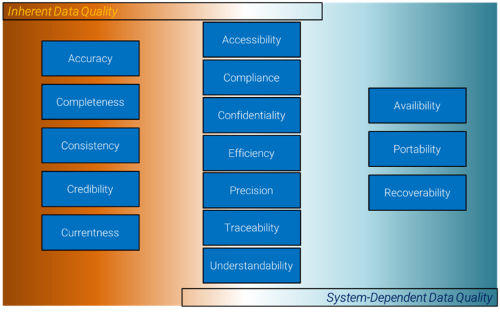 Inherent Data Quality
Accuracy
Completeness
Consistency
Credibility
Currentness
Accessibility
Compliance
Confidentiality
Efficiency
Precision
Traceability
Understandability
Availibility
Portability
Recoverability
System-Dependent Data Quality